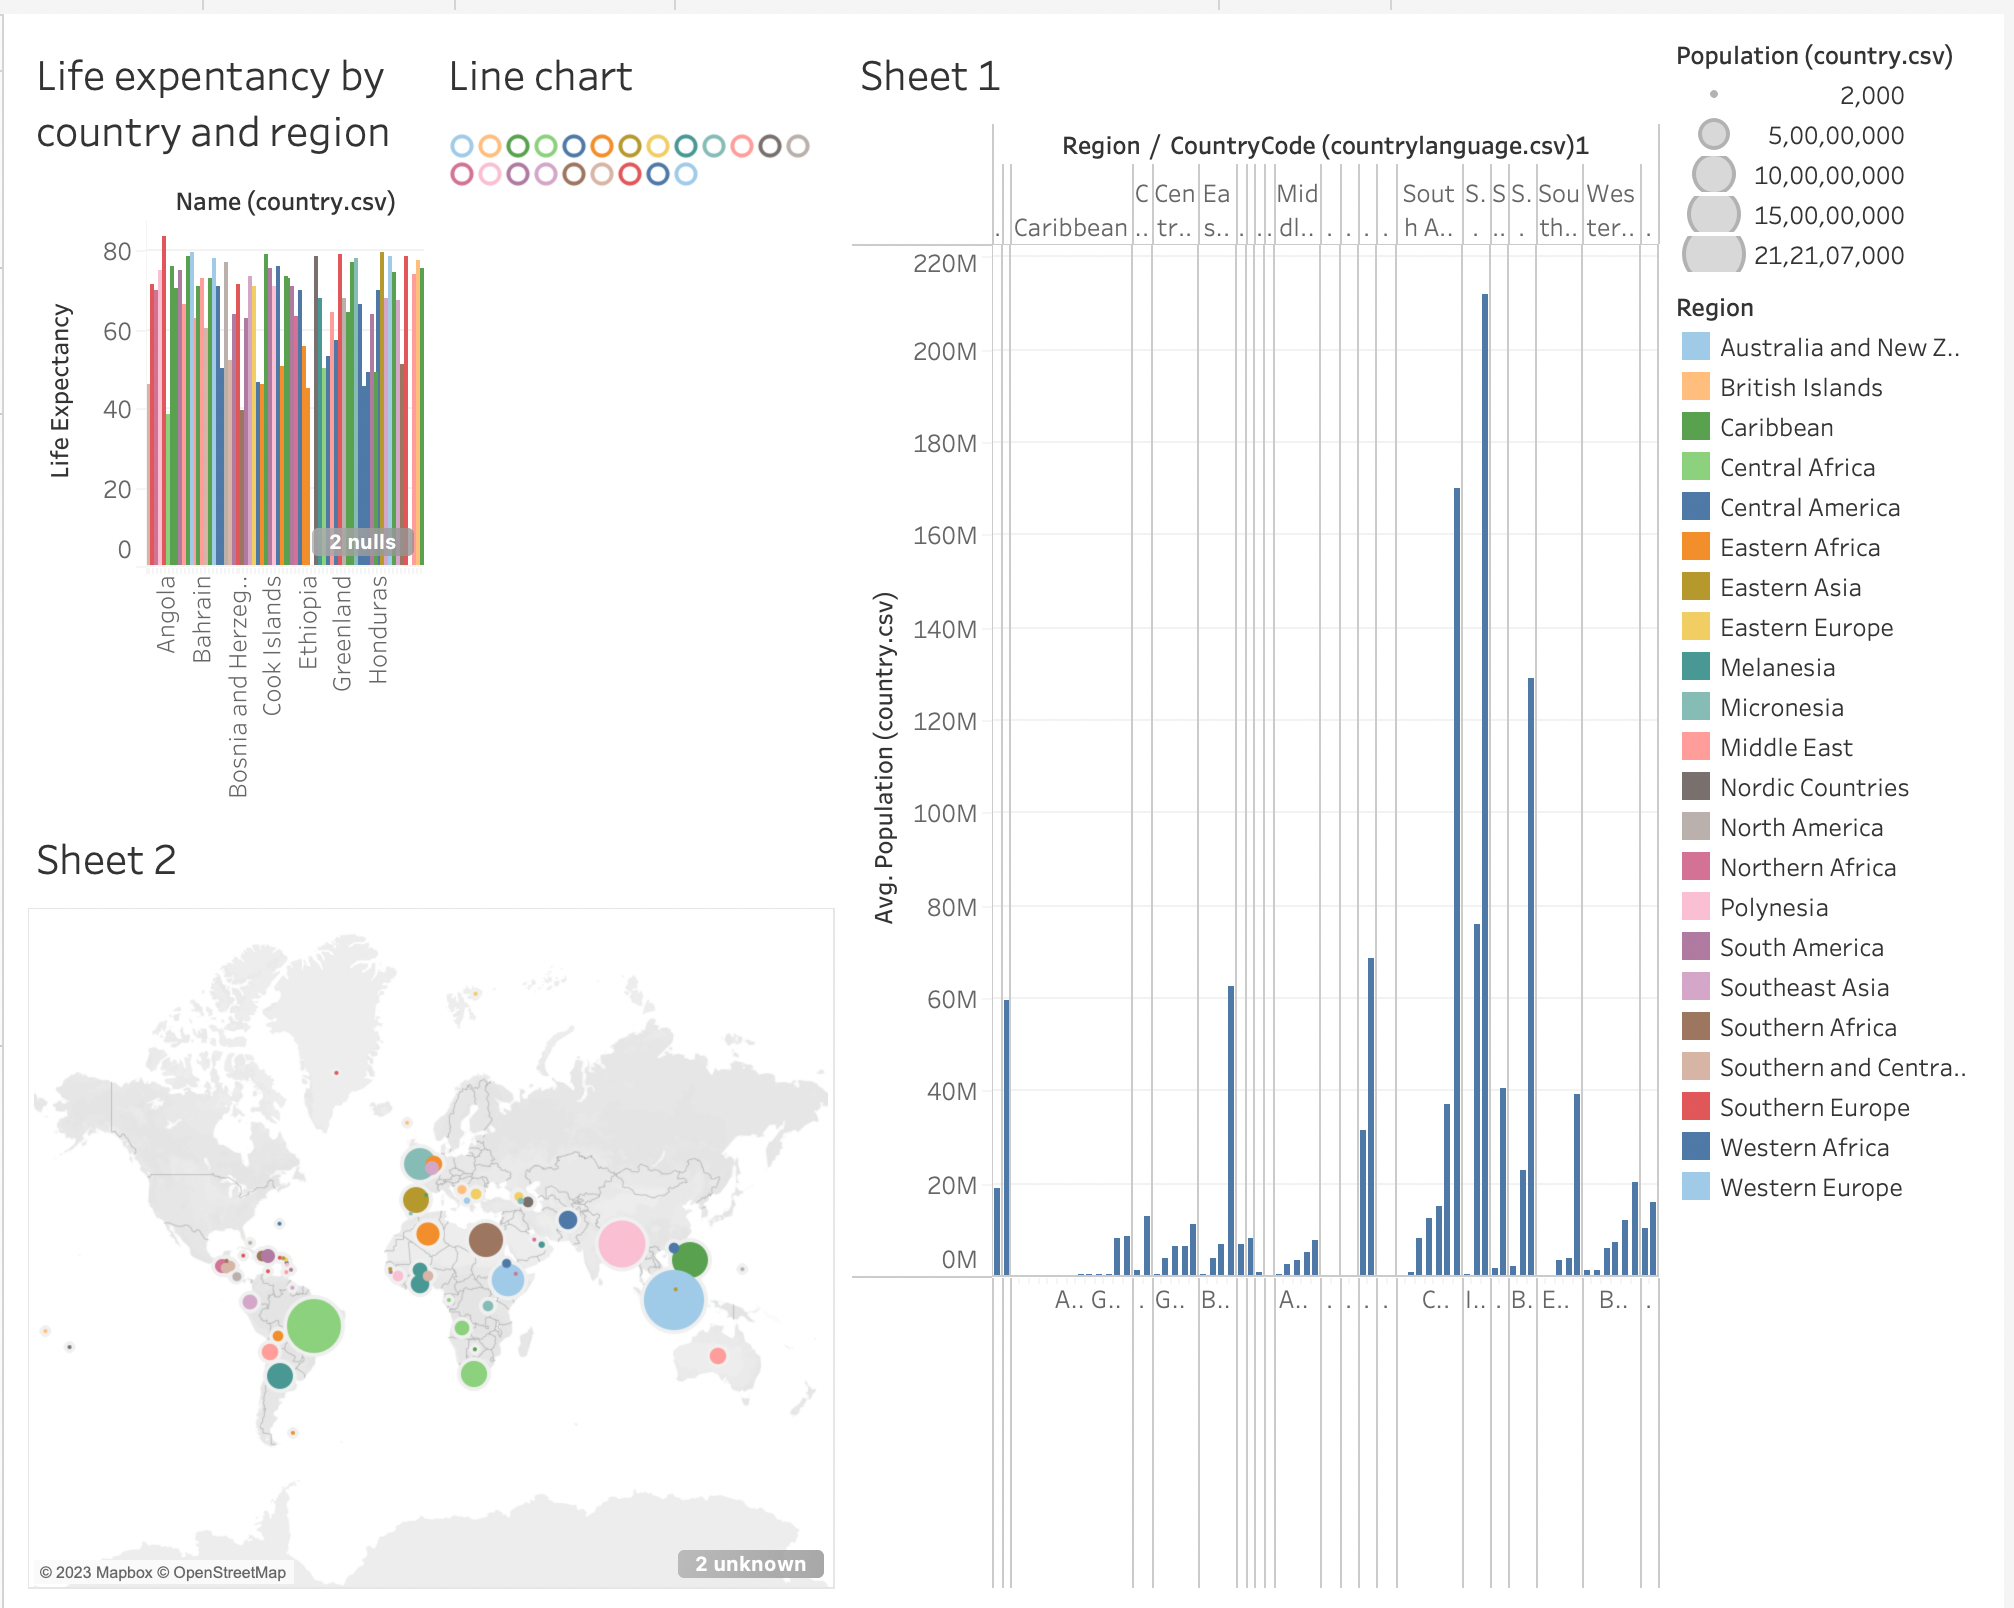 Life expentancy by
country and region
Name (country.csv)
80
60
40
20
0
Life Expectancy
2 nulls
Angola
Bahrain
Bosnia and Herzeg..
Cook Islands
Ethiopia
Greenland
Honduras
Line chart
Sheet 2
© 2023 Mapbox © OpenStreetMap
2 unknown
Sheet 1
Region / CountryCode (countrylanguage.csv)1
C Cen Ea Mid Sout S. S S. Sou Wes
. Caribbean .. tr.. s.. . .. dl.. . . . . h A.. . .. . th.. ter.. .
220M
200M
180M
160M
140M
120M
100M
80M
60M
40M
20M
0M
Avg. Population (country.csv)
A.. G.. . G.. B.. A.. . . . . C.. I.. . B. E.. B.. .
Population (country.csv)
2,000
5,00,00,000
10,00,00,000
15,00,00,000
21,21,07,000
Region
Australia and New Z..
British Islands
Caribbean
Central Africa
Central America
Eastern Africa
Eastern Asia
Eastern Europe
Melanesia
Micronesia
Middle East
Nordic Countries
North America
Northern Africa
Polynesia
South America
Southeast Asia
Southern Africa
Southern and Centra..
Southern Europe
Western Africa
Western Europe